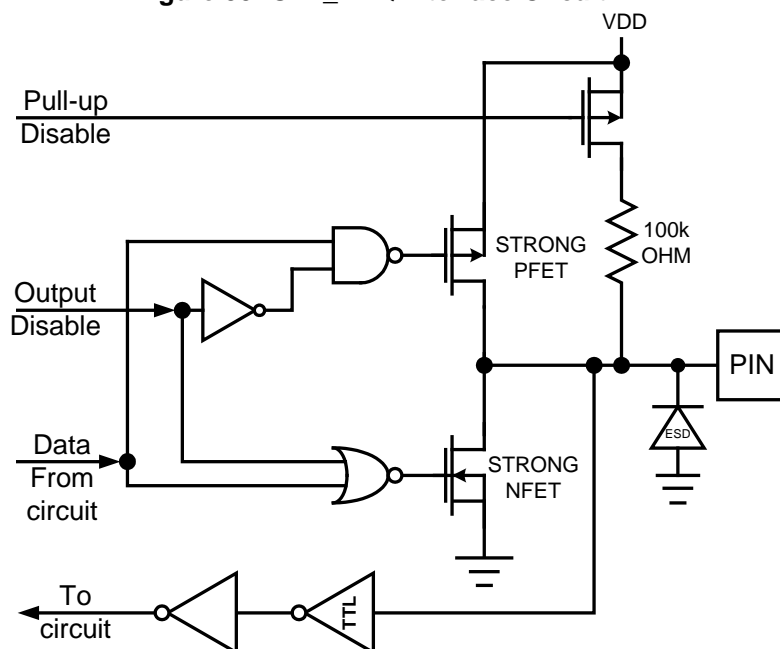 VDD
Pull-up
Disable
100k
OHM
STRONG
PFET
Output
Disable
PIN
ESD
Data
From
circuit
STRONG
NFET
To
circuit
TTL